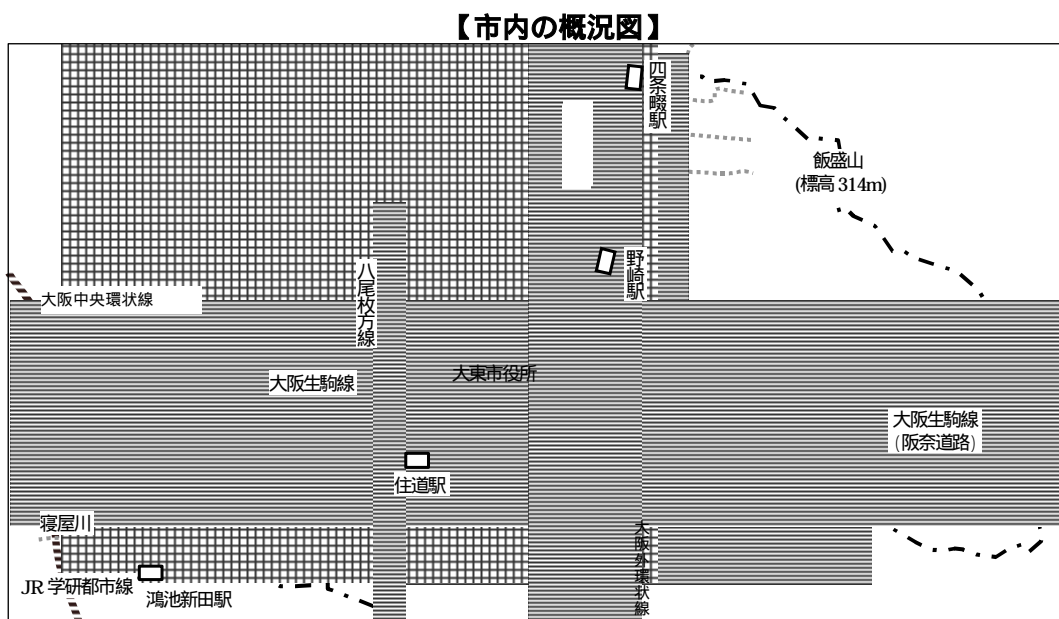 【市内の概況図】
四条畷駅
飯盛山
(標高 314m)
野崎駅
八尾枚方線
大阪中央環状線
大東市役所
大阪生駒線
大阪生駒線
(阪奈道路)
住道駅
寝屋川
大阪外環状線
JR 学研都市線
鴻池新田駅